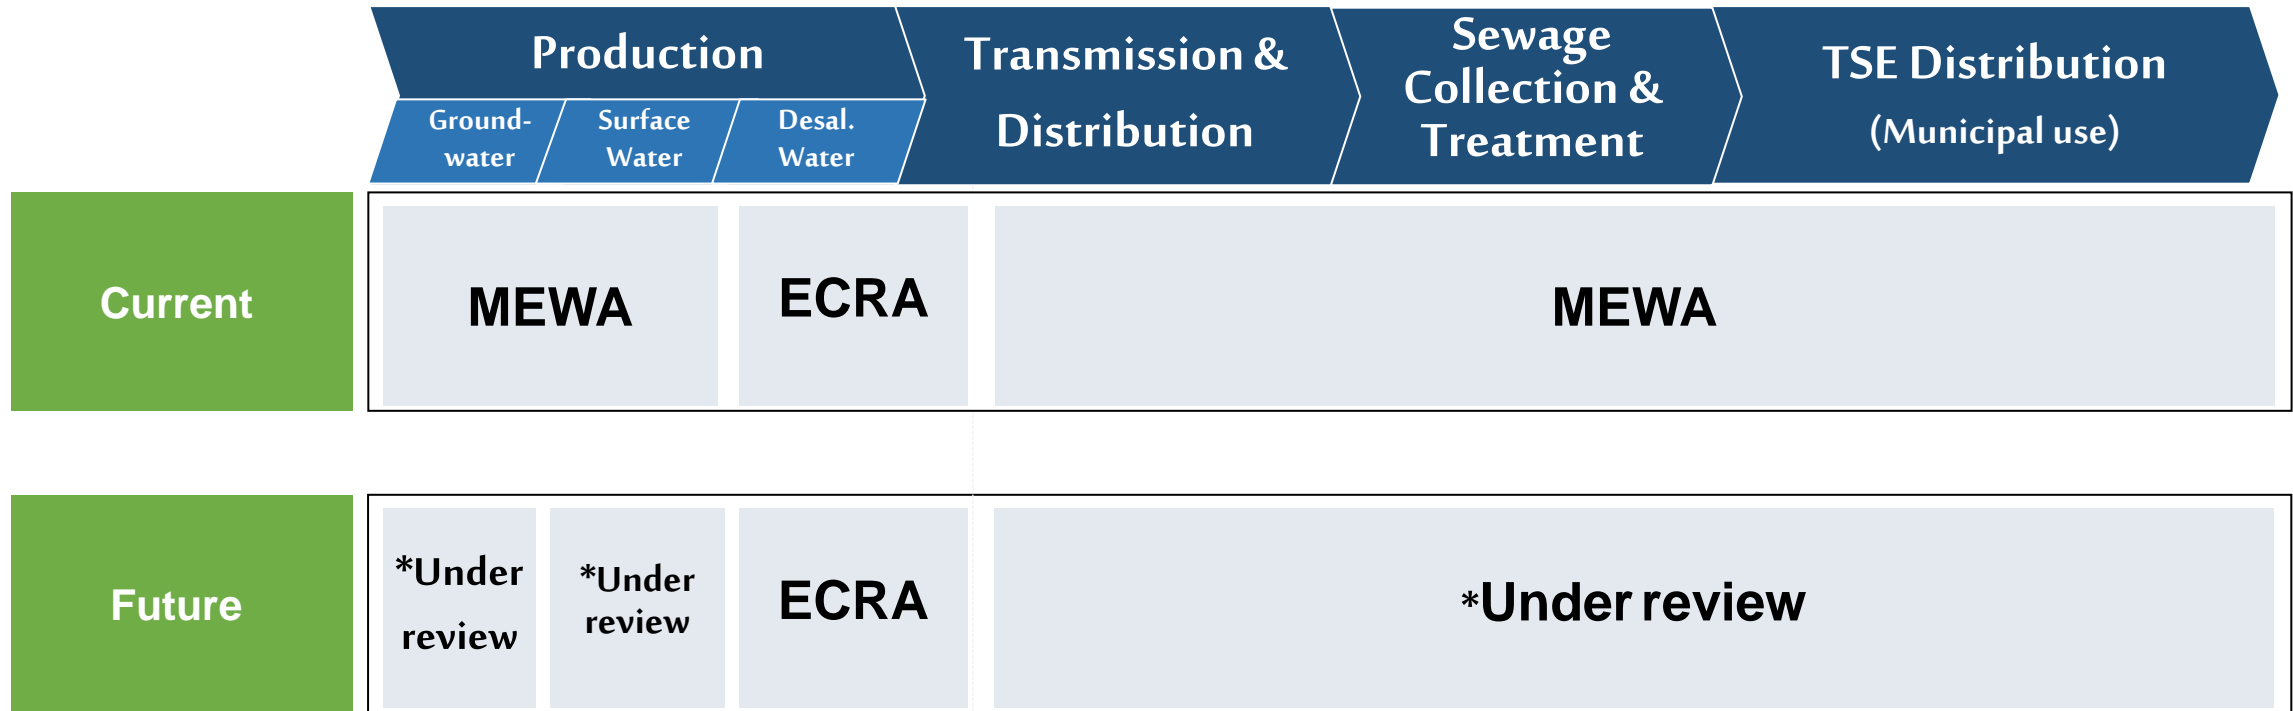 Production
Ground-
water
Surface
Water
Desal.
Water
Transmission &
Distribution
Sewage
Collection &
Treatment
TSE Distribution
(Municipal use)
Current
MEWA
ECRA
MEWA
Future
*Under
review
*Under
review
ECRA
*Under review